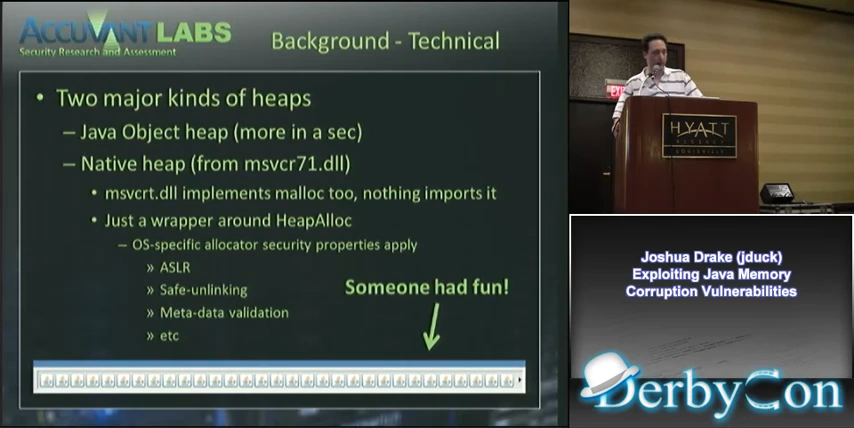 ACCUVANT LABS
Security Research and Assessment
Background - Technical
• Two major kinds of heaps
– Java Object heap (more in a sec)
– Native heap (from msvcr71.dll)
• msvcrt.dll implements malloc too, nothing imports it
• Just a wrapper around HeapAlloc
– OS-specific allocator security properties apply
» ASLR
» Safe-unlinking
» Meta-data validation
» etc
Someone had fun!
HYATT
REGENCY
LOUISVILLE
Joshua Drake (jduck)
Exploiting Java Memory
Corruption Vulnerabilities
DerbyCon